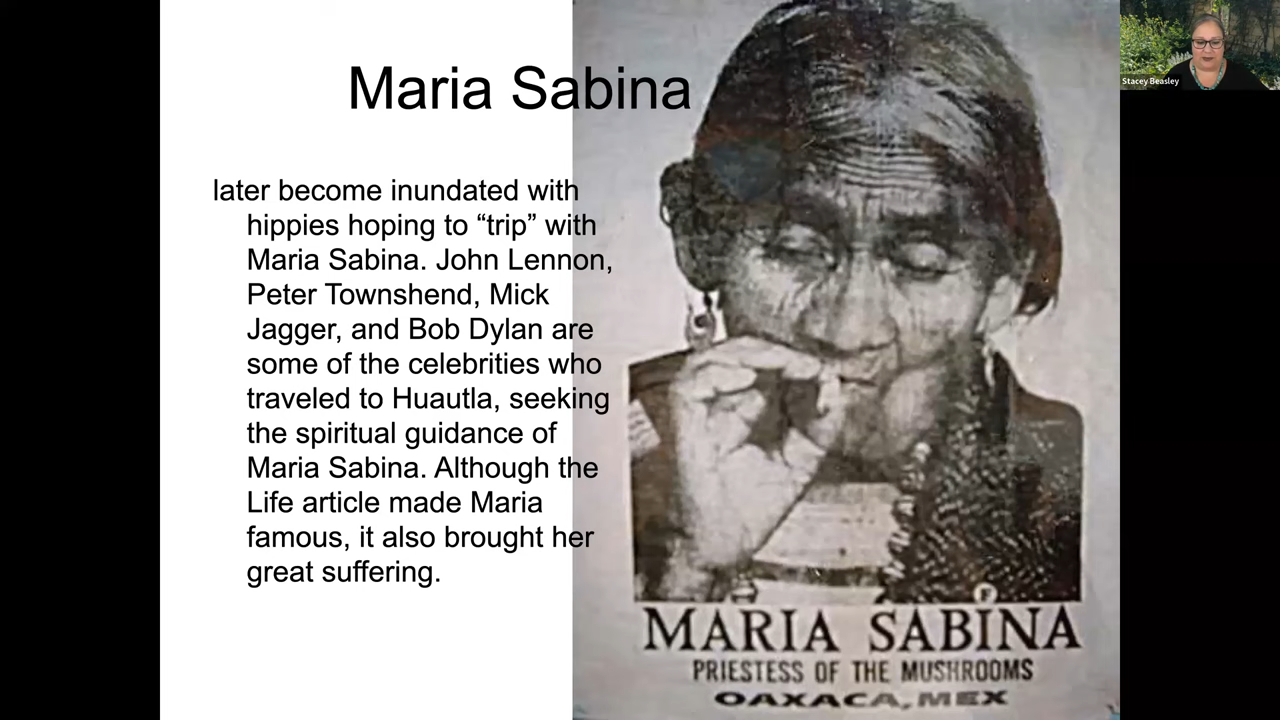 Maria Sabina
later become inundated with
hippies hoping to “trip” with
Maria Sabina. John Lennon,
Peter Townshend, Mick
Jagger, and Bob Dylan are
some of the celebrities who
traveled to Huautla, seeking
the spiritual guidance of
Maria Sabina. Although the
Life article made Maria
famous, it also brought her
great suffering.
F
MARIA SABINA
PRIESTESS OF THE MUSHROOMS
OAXACA, MEX
Stacey Beasley